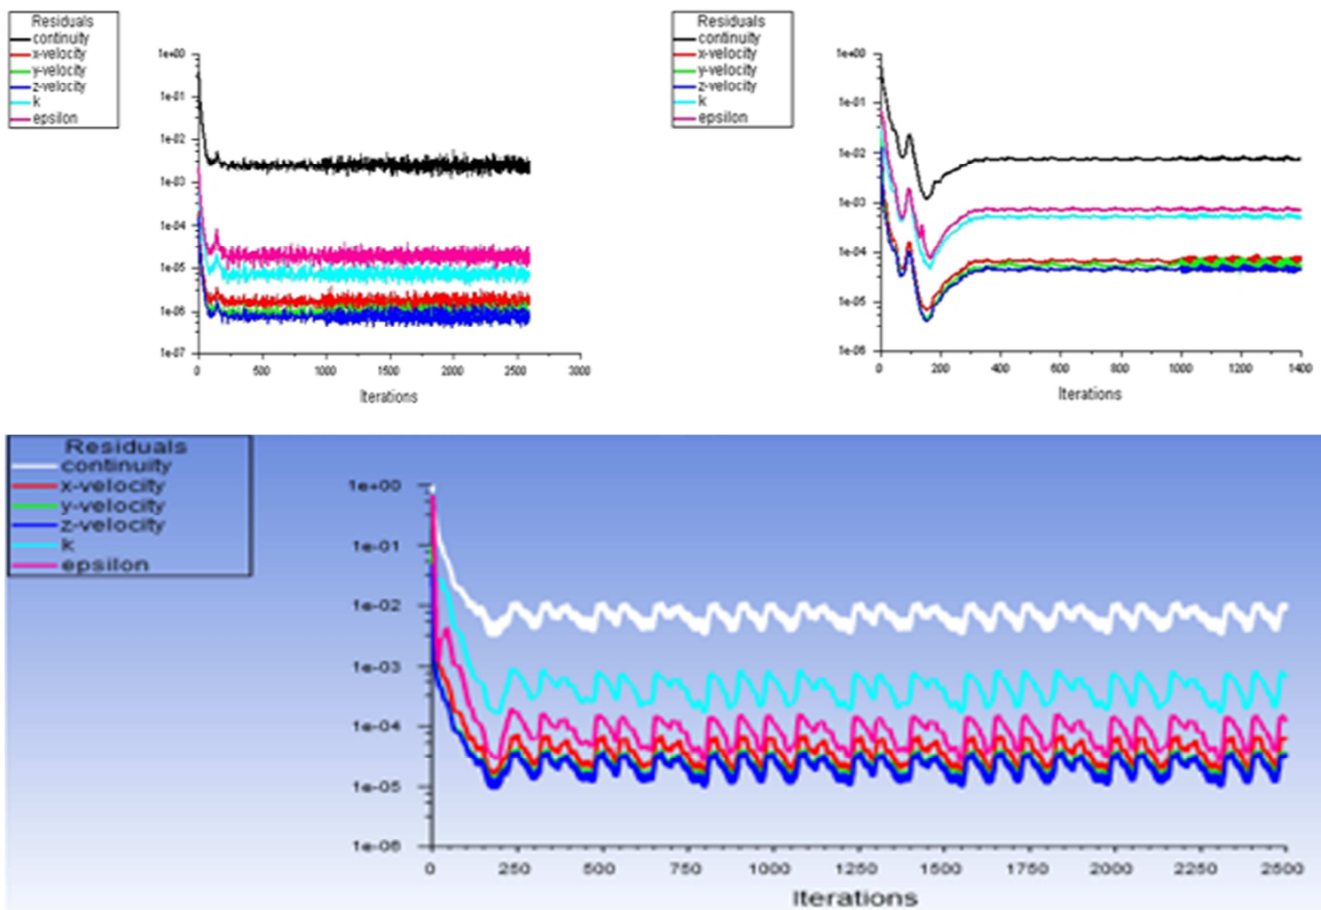 Residuals
continuity
x-velocity
y-velocity
z-velocity
k
epsilon
1e+00
1e-01
1e-02
1e-03
1e-04
1e-05
1e-06
1e-07
0 500 1000 1500 2000 2500 3000
Iterations
Residuals
continuity
x-velocity
y-velocity
z-velocity
k
epsilon
1e+00
1e-01
1e-02
1e-03
1e-04
1e-05
1e-06
0 200 400 600 800 1000 1200 1400
Iterations
Residuals
continuity
x-velocity
y-velocity
z-velocity
k
epsilon
1e+00
1e-01
1e-02
1e-03
1e-04
1e-05
1e-06
0 250 500 750 1000 1250 1500 1750 2000 2250 2500
Iterations